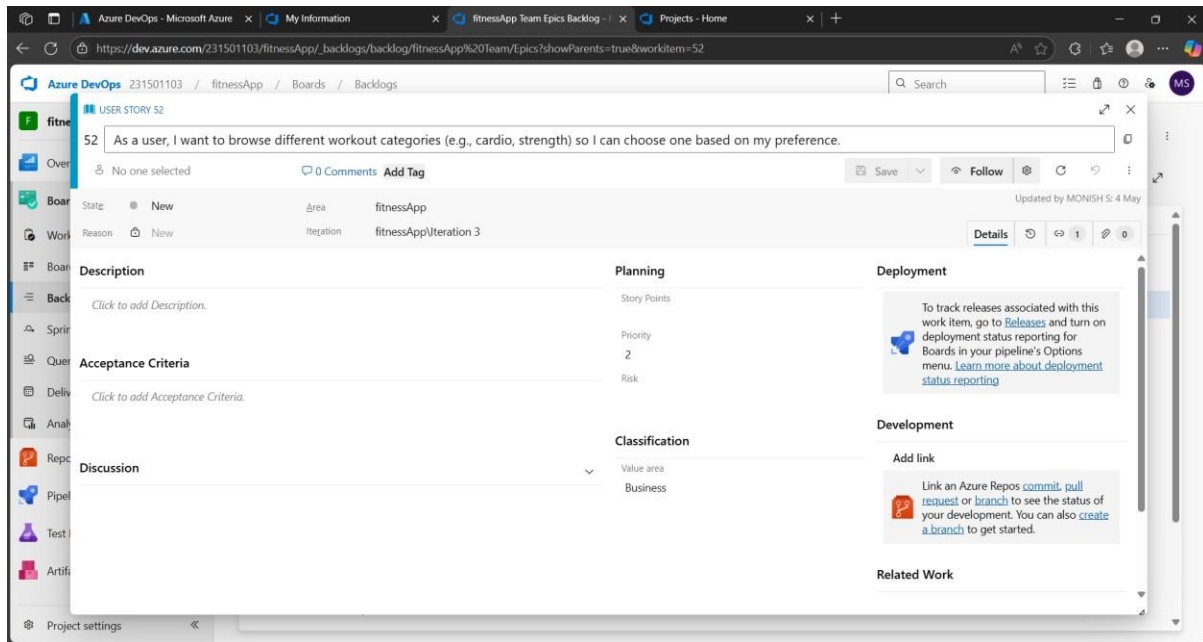 Azure DevOps - Microsoft Azure
My Information
fitnessApp Team Epics Backlog -
Projects - Home
https://dev.azure.com/231501103/fitnessApp/_backlogs/backlog/fitnessApp%20Team/Epics?showParents=true&workitem=52
Azure DevOps 231501103 / fitnessApp / Boards / Backlogs
Search
MS
F fitne
USER STORY 52
52 As a user, I want to browse different workout categories (e.g., cardio, strength) so I can choose one based on my preference.
Over
No one selected
0 Comments Add Tag
Save
Follow
Boar
State New
Area fitnessApp
Updated by MONISH S: 4 May
Work
Reason New
Iteration fitnessApp\Iteration 3
Details
1
0
Boar
Back
Sprin
Quer
Deliv
Analy
Repo
Pipel
Test
Artifa
Project settings
Description
Click to add Description.
Acceptance Criteria
Click to add Acceptance Criteria.
Discussion
Planning
Story Points
Priority
2
Risk
Classification
Value area
Business
Deployment
To track releases associated with this
work item, go to Releases and turn on
deployment status reporting for
Boards in your pipeline's Options
menu. Learn more about deployment
status reporting
Development
Add link
Link an Azure Repos commit, pull
request or branch to see the status of
your development. You can also create
a branch to get started.
Related Work